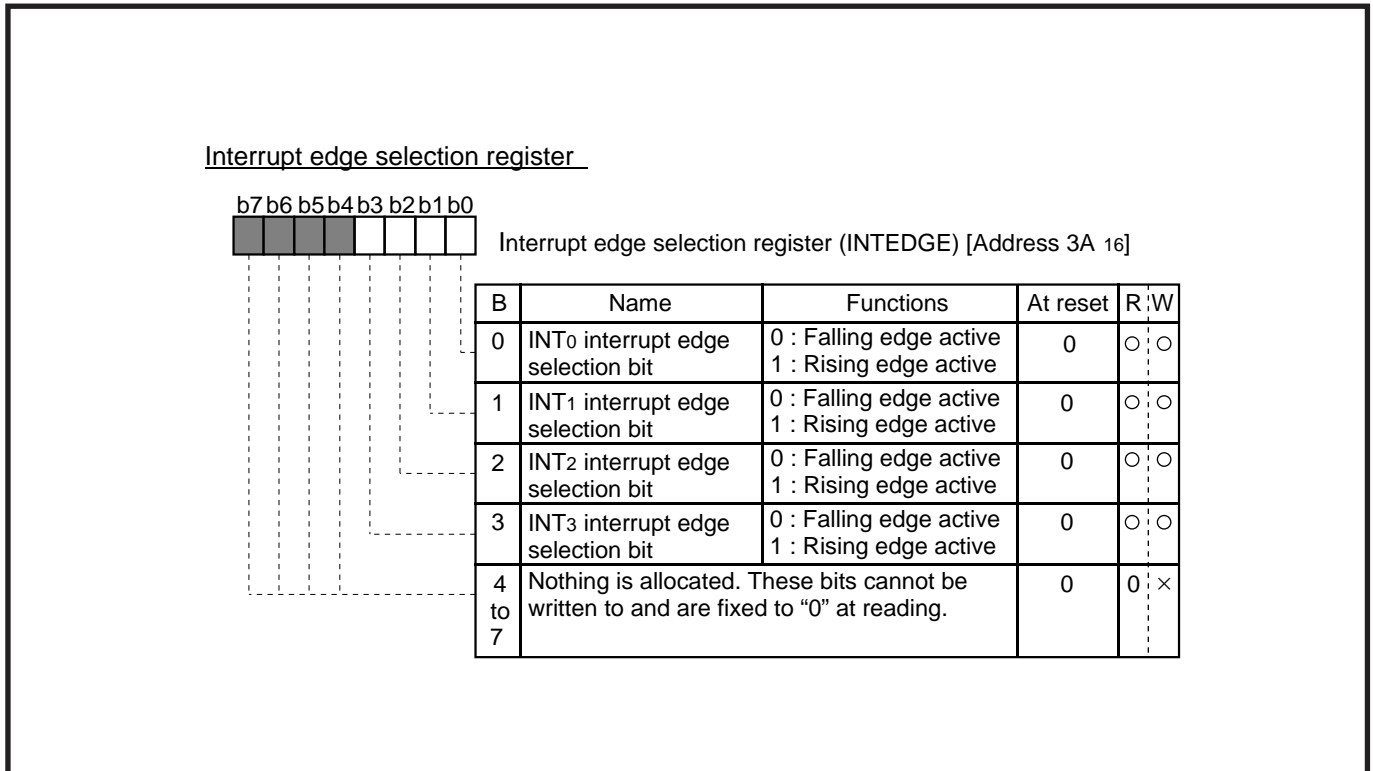 Interrupt edge selection register
b7 b6 b5 b4 b3 b2 b1 b0
Interrupt edge selection register (INTEDGE) [Address 3A 16]
B Name Functions At reset R W
0 INT0 interrupt edge selection bit 0 : Falling edge active 0 ○ ○
1 : Rising edge active
1 INT1 interrupt edge selection bit 0 : Falling edge active 0 ○ ○
1 : Rising edge active
2 INT2 interrupt edge selection bit 0 : Falling edge active 0 ○ ○
1 : Rising edge active
3 INT3 interrupt edge selection bit 0 : Falling edge active 0 ○ ○
1 : Rising edge active
4 to 7 Nothing is allocated. These bits cannot be 0 0 ×
written to and are fixed to “0” at reading.